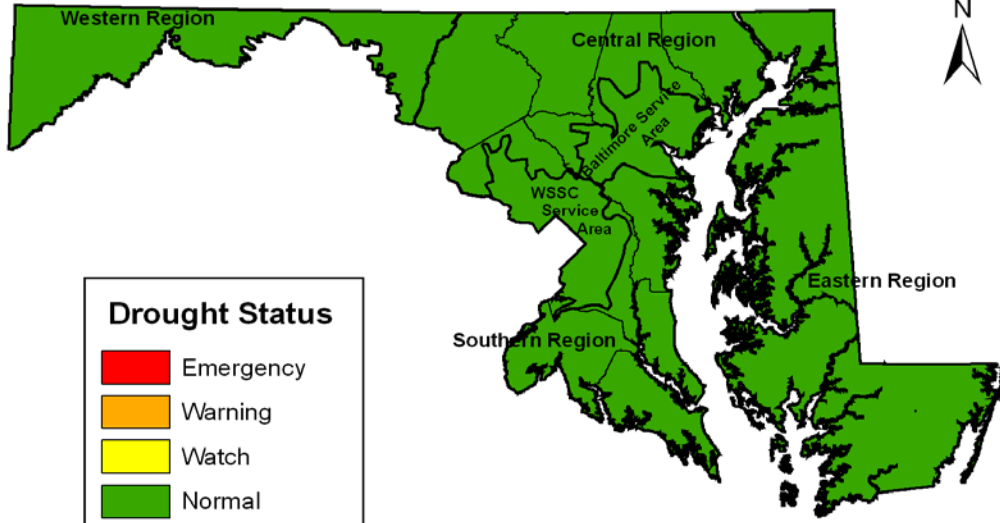 N
Western Region
Central Region
Baltimore Service
Area
WSSC
Service
Area
Eastern Region
Southern Region
Drought Status
Emergency
Warning
Watch
Normal